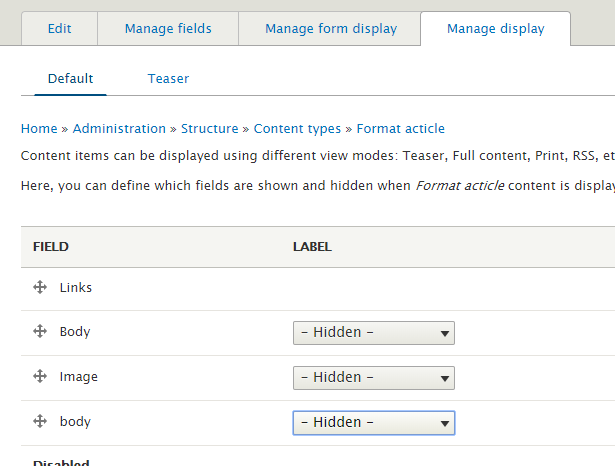 Edit Manage fields Manage form display Manage display
Default Teaser
Home » Administration » Structure » Content types » Format acticle
Content items can be displayed using different view modes: Teaser, Full content, Print, RSS, et
Here, you can define which fields are shown and hidden when Format acticle content is display
FIELD LABEL
Links
Body - Hidden -
Image - Hidden -
body - Hidden -
Disabled